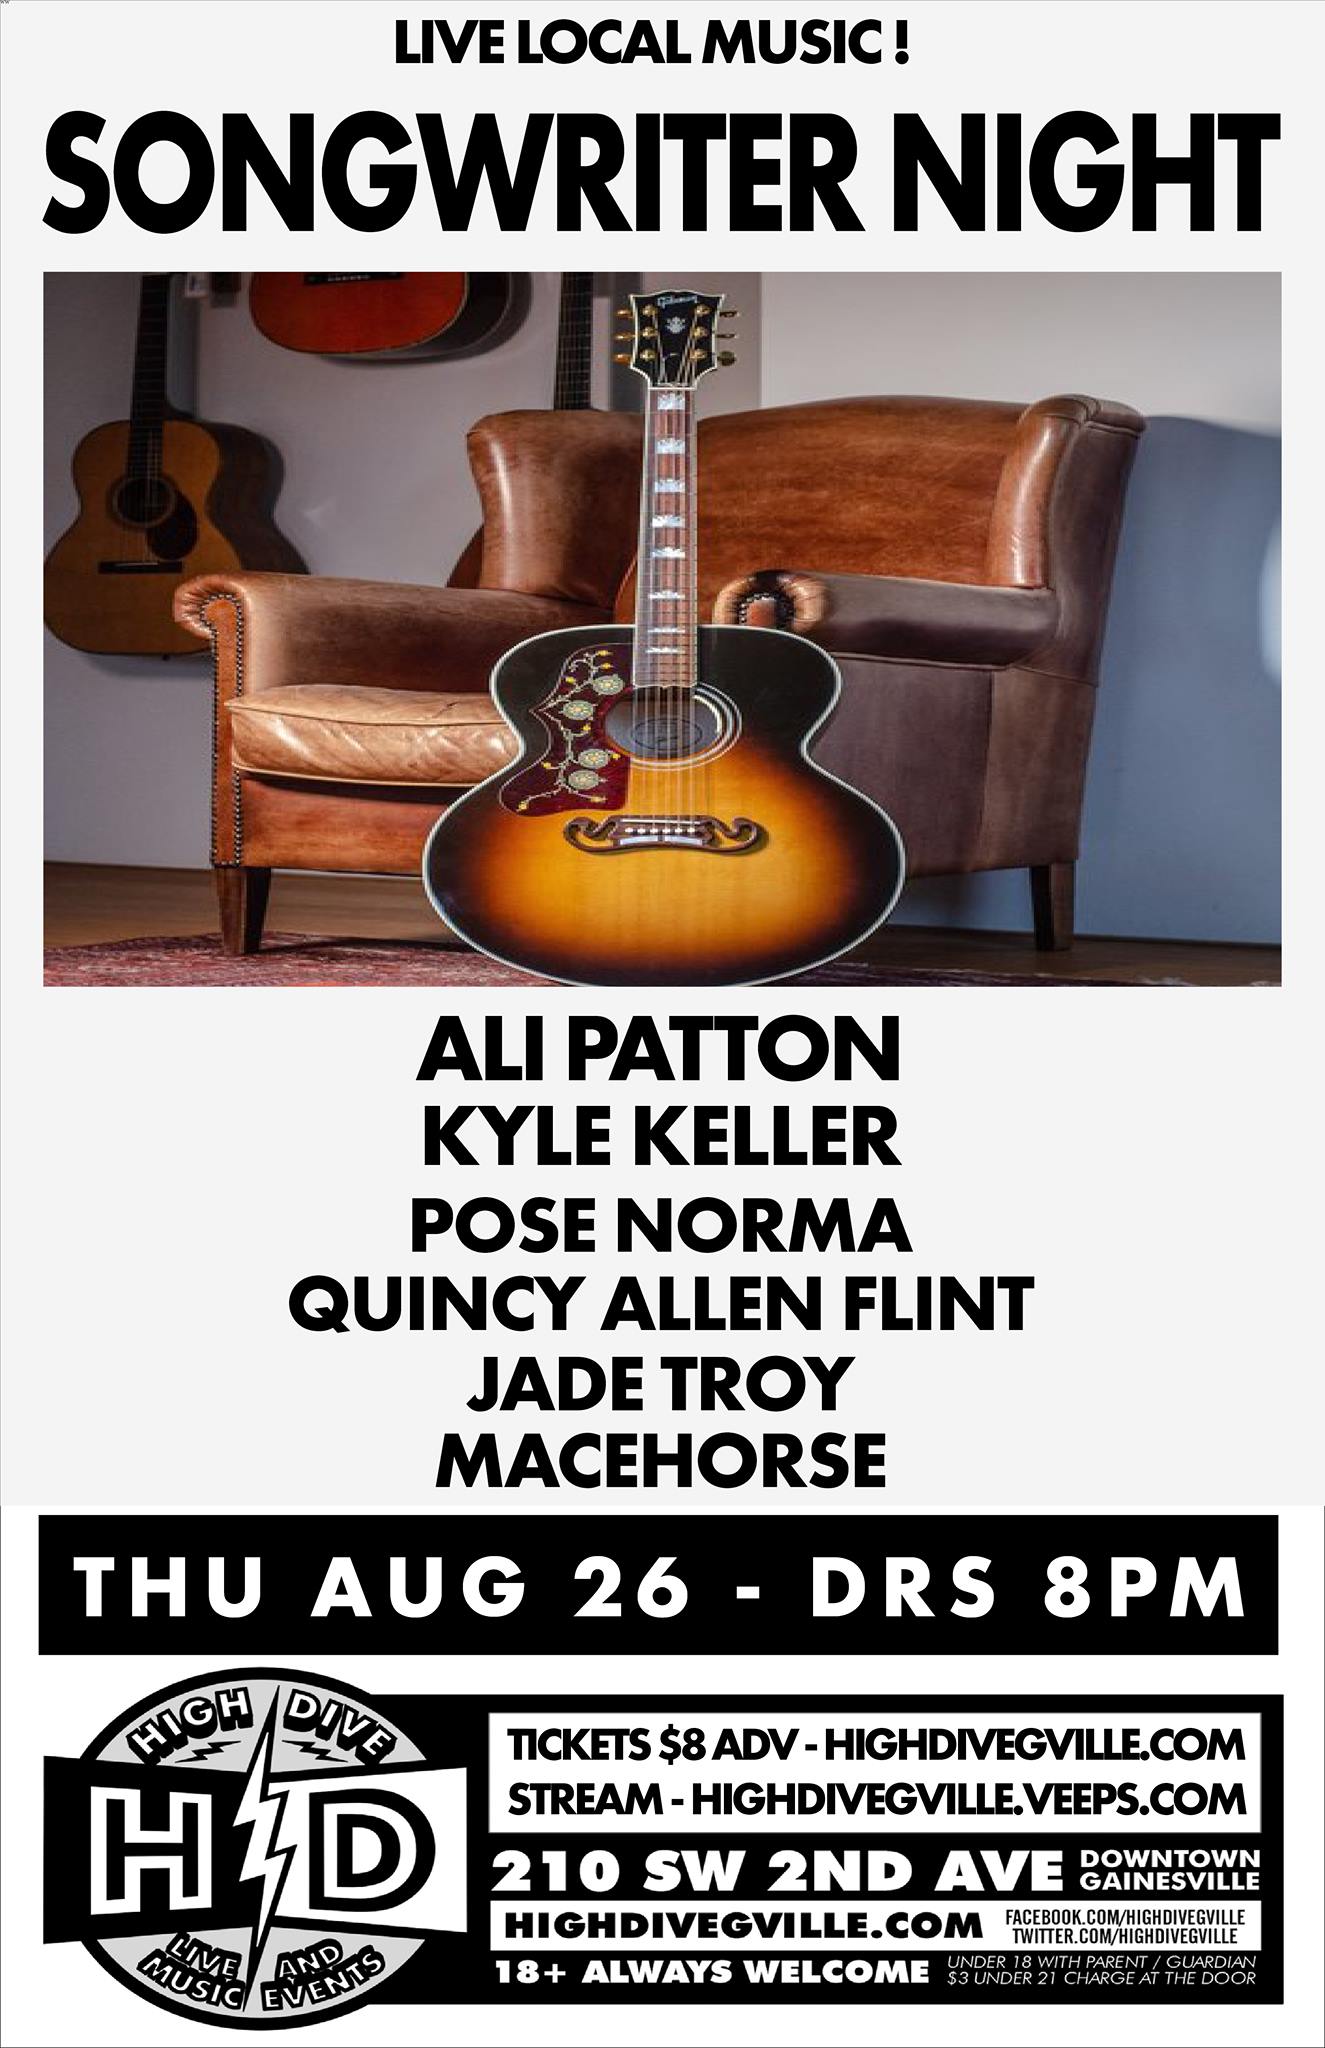 LIVE LOCAL MUSIC !
SONGWRITER NIGHT
Gibson
ALI PATTON
KYLE KELLER
POSE NORMA
QUINCY ALLEN FLINT
JADE TROY
MACEHORSE
THU AUG 26 - DRS 8PM
HIGH DIVE
HD
LIVE MUSIC AND EVENTS
TICKETS $8 ADV - HIGHDIVEGVILLE.COM
STREAM - HIGHDIVEGVILLE.VEEPS.COM
210 SW 2ND AVE DOWNTOWN GAINESVILLE
HIGHDIVEGVILLE.COM
FACEBOOK.COM/HIGHDIVEGVILLE
TWITTER.COM/HIGHDIVEGVILLE
18+ ALWAYS WELCOME
UNDER 18 WITH PARENT / GUARDIAN
$3 UNDER 21 CHARGE AT THE DOOR